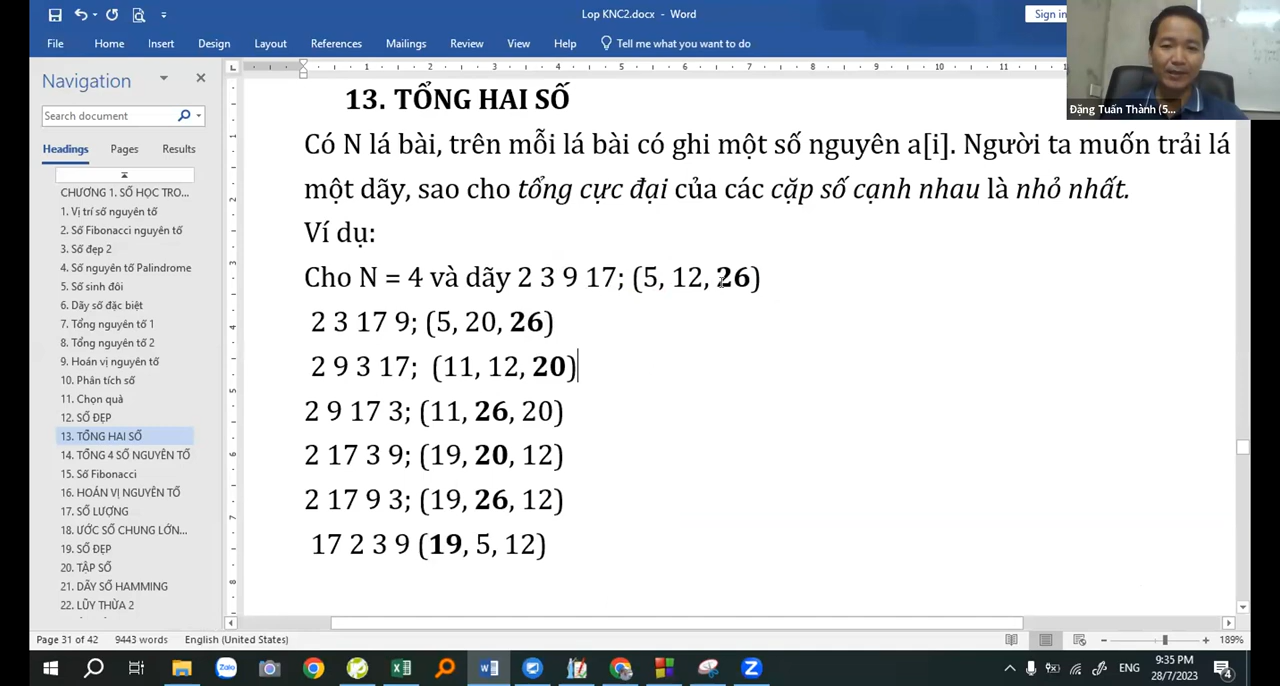 Lop KNC2.docx - Word
Sign in
File Home Insert Design Layout References Mailings Review View Help Tell me what you want to do
Đặng Tuấn Thành (5...
Navigation
Search document
Headings Pages Results
CHƯƠNG 1. SỐ HỌC TRO...
1. Vị trí số nguyên tố
2. Số Fibonacci nguyên tố
3. Số đẹp 2
4. Số nguyên tố Palindrome
5. Số sinh đôi
6. Dãy số đặc biệt
7. Tổng nguyên tố 1
8. Tổng nguyên tố 2
9. Hoán vị nguyên tố
10. Phân tích số
11. Chọn quà
12. SỐ ĐẸP
13. TỔNG HAI SỐ
14. TỔNG 4 SỐ NGUYÊN TỐ
15. Số Fibonacci
16. HOÁN VỊ NGUYÊN TỐ
17. SỐ LƯỢNG
18. ƯỚC SỐ CHUNG LỚN...
19. SỐ ĐẸP
20. TẬP SỐ
21. DÃY SỐ HAMMING
22. LŨY THỪA 2
13. TỔNG HAI SỐ
Có N lá bài, trên mỗi lá bài có ghi một số nguyên a[i]. Người ta muốn trải lá
một dãy, sao cho tổng cực đại của các cặp số cạnh nhau là nhỏ nhất.
Ví dụ:
Cho N = 4 và dãy 2 3 9 17; (5, 12, 26)
2 3 17 9; (5, 20, 26)
2 9 3 17; (11, 12, 20)
2 9 17 3; (11, 26, 20)
2 17 3 9; (19, 20, 12)
2 17 9 3; (19, 26, 12)
17 2 3 9 (19, 5, 12)
Page 31 of 42 9443 words English (United States)
189%
ENG
9:35 PM
28/7/2023